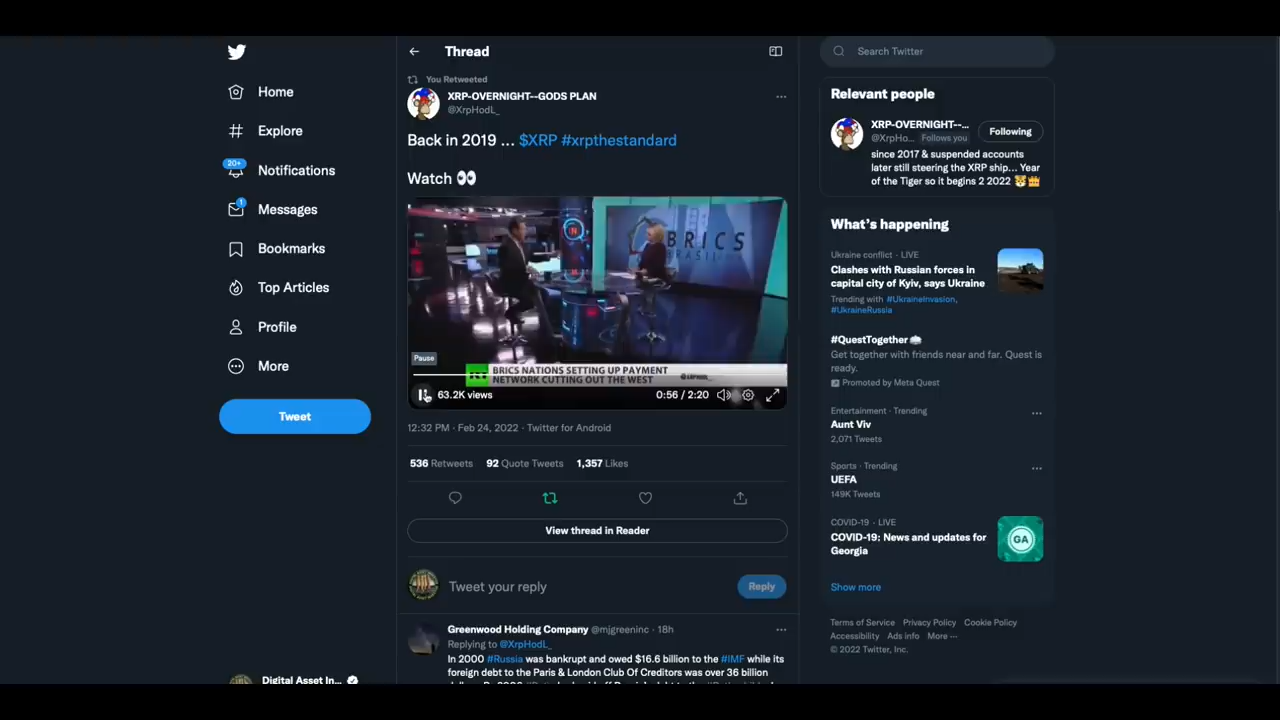 Home
Explore
20+
Notifications
1
Messages
Bookmarks
Top Articles
Profile
More
Tweet
Digital Asset In...
Thread
You Retweeted
XRP-OVERNIGHT--GODS PLAN
@XrpHodL_
Back in 2019 ... $XRP #xrpthestandard
Watch 👀
BRICS
BRASIL
Pause
BRICS NATIONS SETTING UP PAYMENT
NETWORK CUTTING OUT THE WEST
63.2K views
0:56 / 2:20
12:32 PM · Feb 24, 2022 · Twitter for Android
536 Retweets 92 Quote Tweets 1,357 Likes
View thread in Reader
Tweet your reply
Reply
Greenwood Holding Company @mjgreeninc · 18h
Replying to @XrpHodL_
In 2000 #Russia was bankrupt and owed $16.6 billion to the #IMF while its
foreign debt to the Paris & London Club Of Creditors was over 36 billion
Search Twitter
Relevant people
XRP-OVERNIGHT--...
@XrpHo... Follows you
Following
since 2017 & suspended accounts
later still steering the XRP ship... Year
of the Tiger so it begins 2 2022 🐯👑
What's happening
Ukraine conflict · LIVE
Clashes with Russian forces in
capital city of Kyiv, says Ukraine
Trending with #UkraineInvasion,
#UkraineRussia
#QuestTogether
Get together with friends near and far. Quest is
ready.
Promoted by Meta Quest
Entertainment · Trending
Aunt Viv
2,071 Tweets
Sports · Trending
UEFA
149K Tweets
COVID-19 · LIVE
COVID-19: News and updates for
Georgia
GA
Show more
Terms of Service Privacy Policy Cookie Policy
Accessibility Ads info More ...
© 2022 Twitter, Inc.